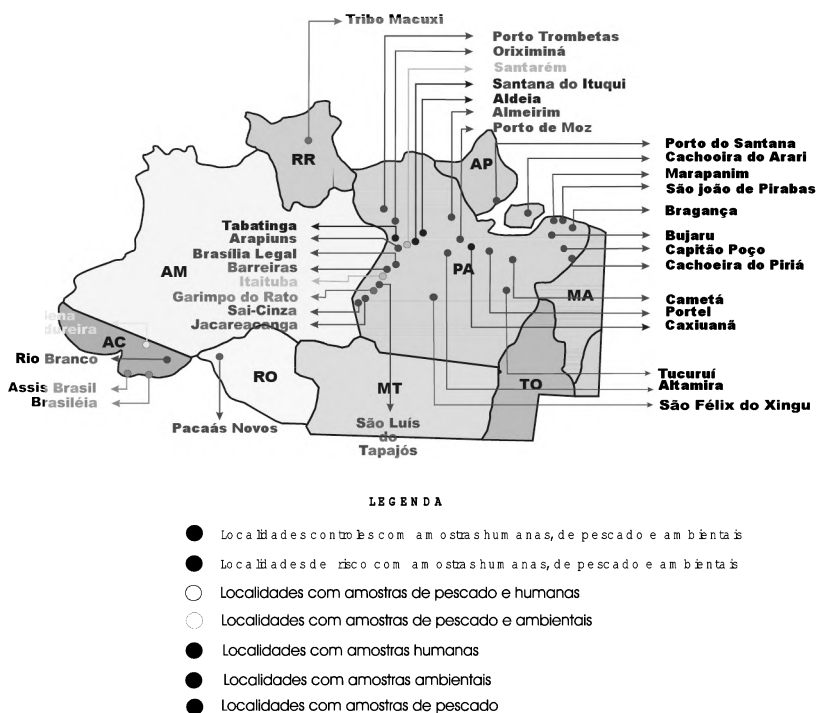 Tribo Macuxi
Porto Trombetas
Oriximiná
Santarém
Santana do Ituqui
Aldeia
Almeirim
Porto de Moz
Porto do Santana
Cachooira do Arari
Marapanim
São joão de Pirabas
Bragança
Bujaru
Capitão Poço
Cachoeira do Piriá
Cametá
Portel
Caxiuanã
Tucuruí
Altamira
São Félix do Xingu
RR
AP
AM
PA
MA
AC
RO
MT
TO
Tabatinga
Arapiuns
Brasília Legal
Barreiras
Itaituba
Garimpo do Rato
Sai-Cinza
Jacareacanga
Rio Branco
Assis Brasil
Brasiléia
Pacaás Novos
São Luís
do
Tapajós
LEGENDA
Localidades controles com amostras humanas, de pescado e ambientais
Localidades de risco com amostras humanas, de pescado e ambientais
Localidades com amostras de pescado e humanas
Localidades com amostras de pescado e ambientais
Localidades com amostras humanas
Localidades com amostras ambientais
Localidades com amostras de pescado